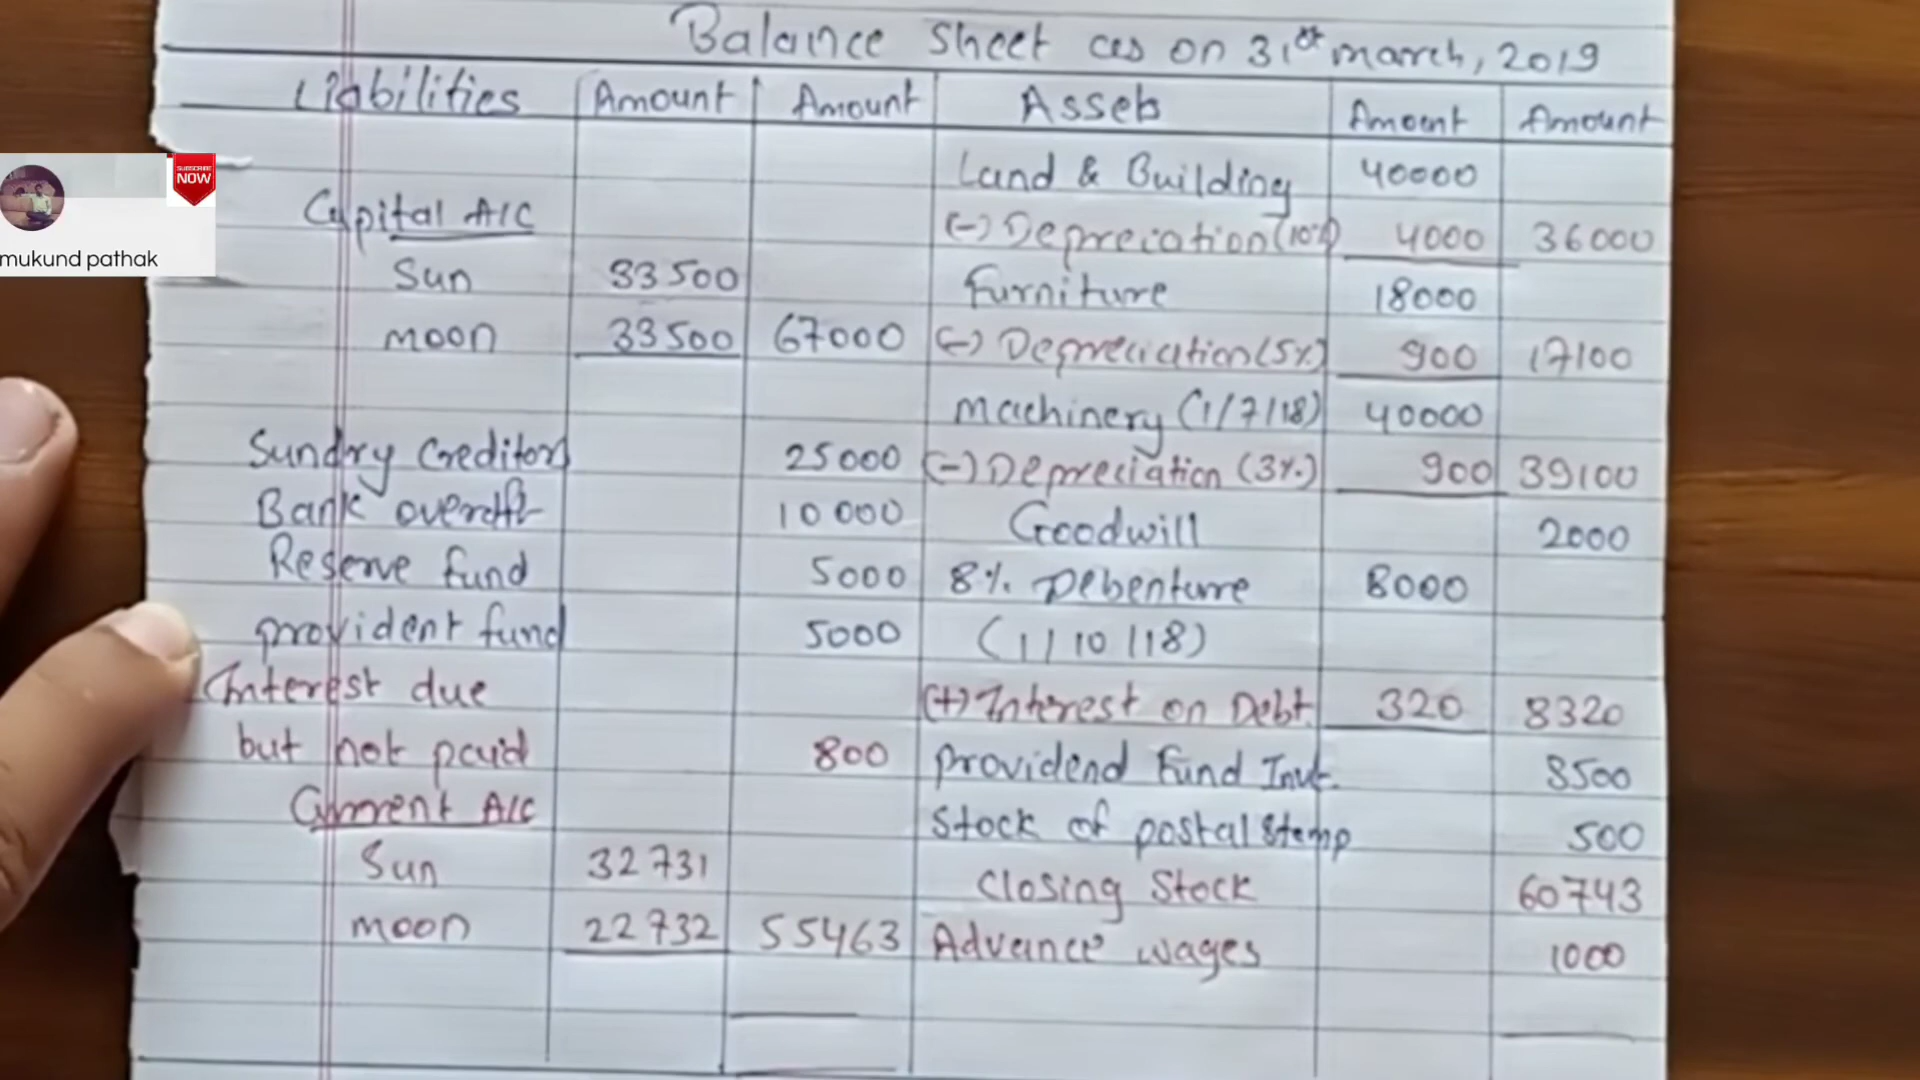 Balance Sheet as on 31st march, 2019
Liabilities Amount Amount Assets Amount Amount
Land & Building 40000
Capital A/C (-) Depreciation (10%) 4000 36000
Sun 33500 Furniture 18000
moon 33500 67000 (-) Depreciation (5%) 900 17100
Machinery (1/7/18) 40000
Sundry Creditors 25000 (-) Depreciation (3%) 900 39100
Bank overdft 10000 Goodwill 2000
Reserve fund 5000 8% Debenture 8000
provident fund 5000 (1/10/18)
Interest due (+) Interest on Debt. 320 8320
but not paid 800 providend Fund Invt. 8500
Current A/C Stock of postal stamp 500
Sun 32731 Closing Stock 60743
moon 22732 55463 Advance wages 1000
SUBSCRIBE
NOW
mukund pathak